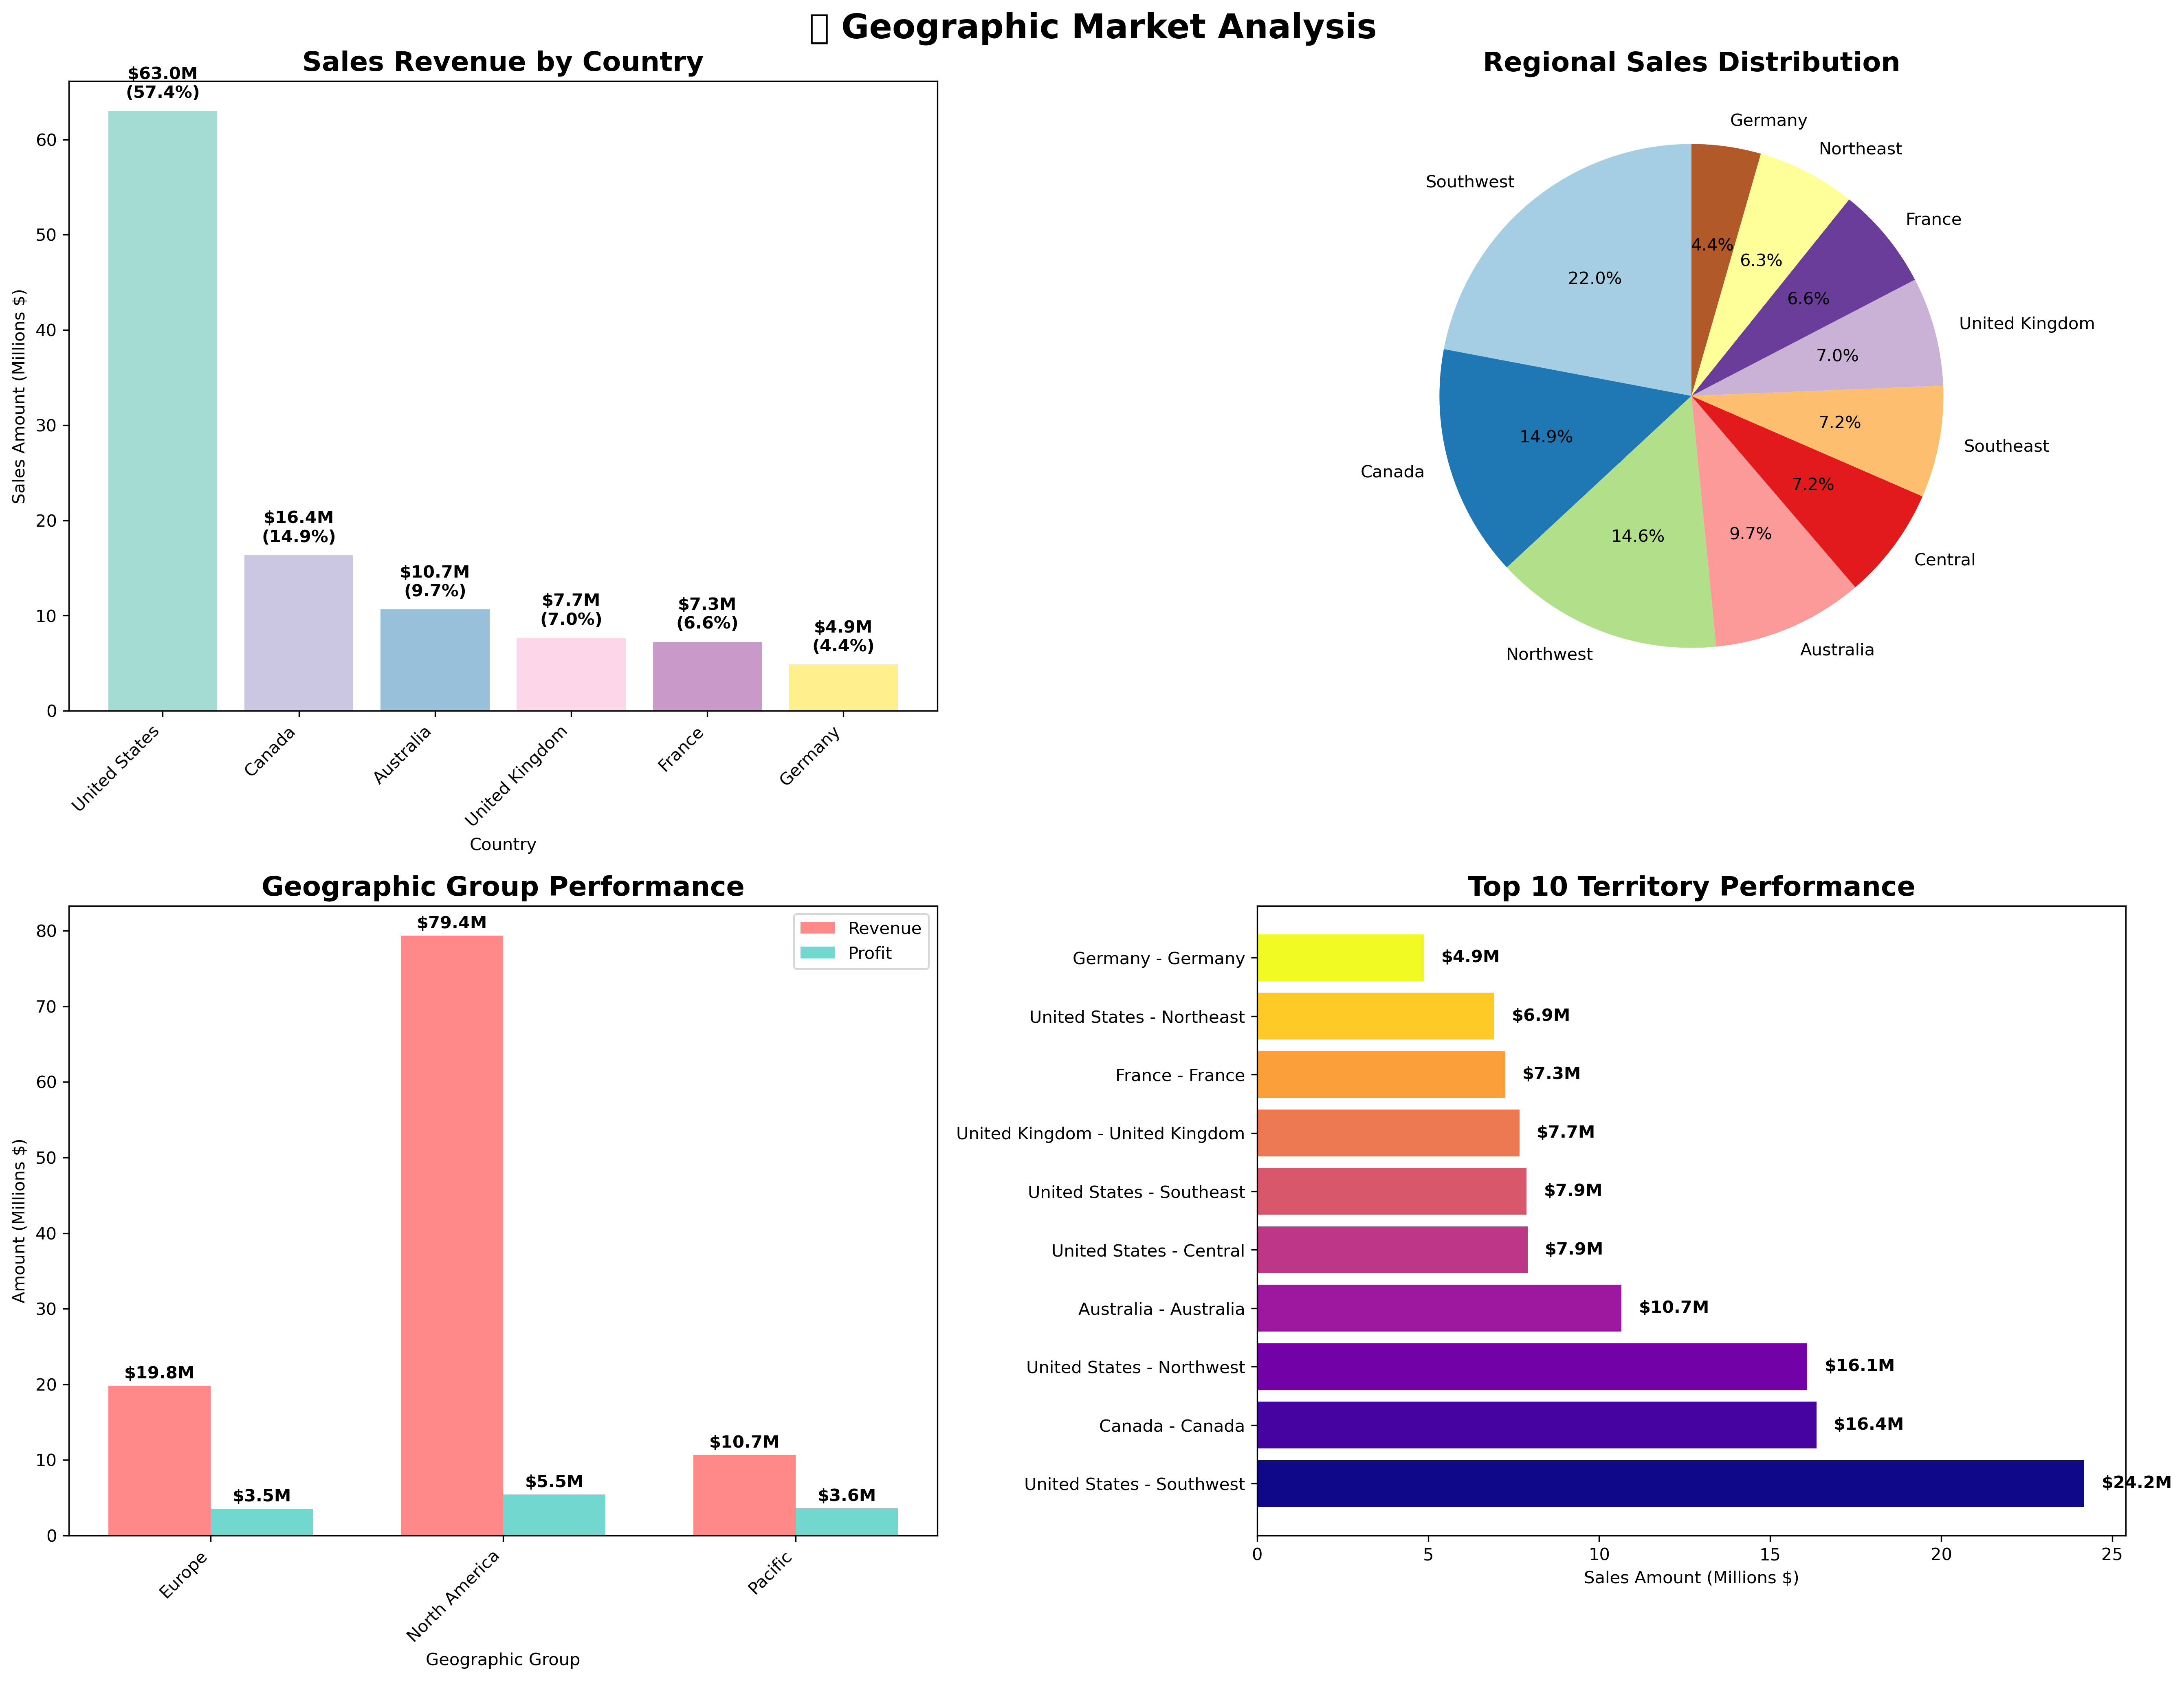 Geographic Market Analysis
Sales Revenue by Country
$63.0M
(57.4%)
$16.4M
(14.9%)
$10.7M
(9.7%)
$7.7M
(7.0%)
$7.3M
(6.6%)
$4.9M
(4.4%)
60
50
40
30
20
10
0
Sales Amount (Millions $)
United States
Canada
Australia
United Kingdom
France
Germany
Country
Regional Sales Distribution
Germany
Northeast
France
United Kingdom
Southeast
Central
Australia
Northwest
Canada
Southwest
4.4%
6.3%
6.6%
7.0%
7.2%
7.2%
9.7%
14.6%
14.9%
22.0%
Geographic Group Performance
Revenue
Profit
80
70
60
50
40
30
20
10
0
Amount (Millions $)
$19.8M
$3.5M
$79.4M
$5.5M
$10.7M
$3.6M
Europe
North America
Pacific
Geographic Group
Top 10 Territory Performance
Germany - Germany
$4.9M
United States - Northeast
$6.9M
France - France
$7.3M
United Kingdom - United Kingdom
$7.7M
United States - Southeast
$7.9M
United States - Central
$7.9M
Australia - Australia
$10.7M
United States - Northwest
$16.1M
Canada - Canada
$16.4M
United States - Southwest
$24.2M
0
5
10
15
20
25
Sales Amount (Millions $)